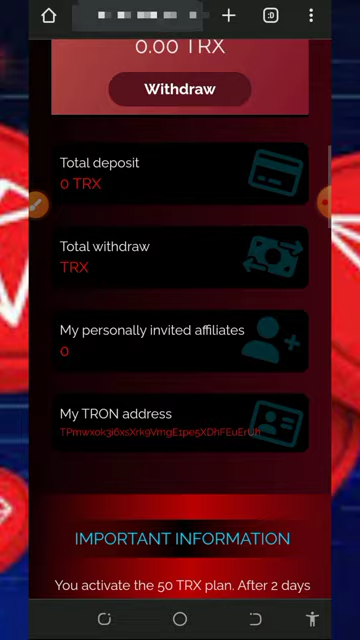 0.00 TRX
Withdraw
Total deposit
0 TRX
Total withdraw
TRX
My personally invited affiliates
0
My TRON address
IMPORTANT INFORMATION
You activate the 50 TRX plan. After 2 days